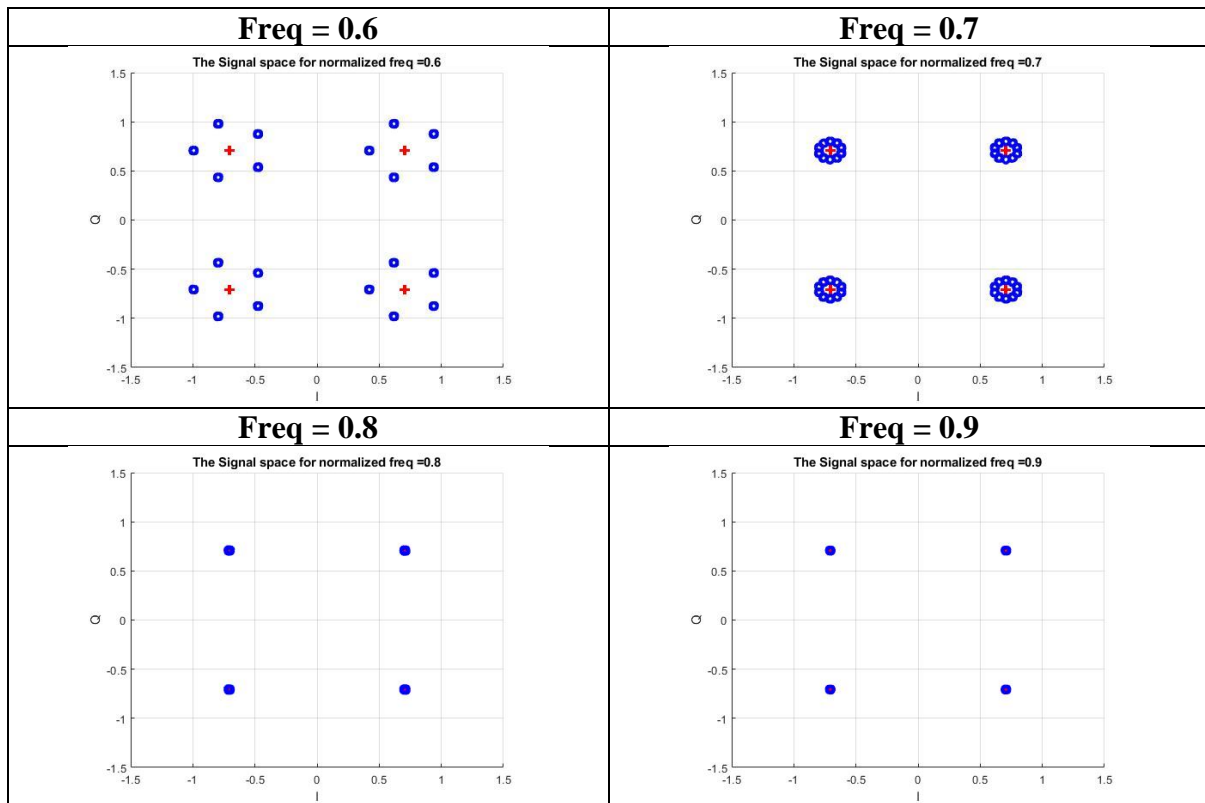 Freq = 0.6
Freq = 0.7
The Signal space for normalized freq =0.6
1.5
1
0.5
0
-0.5
-1
-1.5
Q
-1.5 -1 -0.5 0 0.5 1 1.5
I
The Signal space for normalized freq =0.7
1.5
1
0.5
0
-0.5
-1
-1.5
Q
-1.5 -1 -0.5 0 0.5 1 1.5
I
Freq = 0.8
Freq = 0.9
The Signal space for normalized freq =0.8
1.5
1
0.5
0
-0.5
-1
-1.5
Q
-1.5 -1 -0.5 0 0.5 1 1.5
I
The Signal space for normalized freq =0.9
1.5
1
0.5
0
-0.5
-1
-1.5
Q
-1.5 -1 -0.5 0 0.5 1 1.5
I